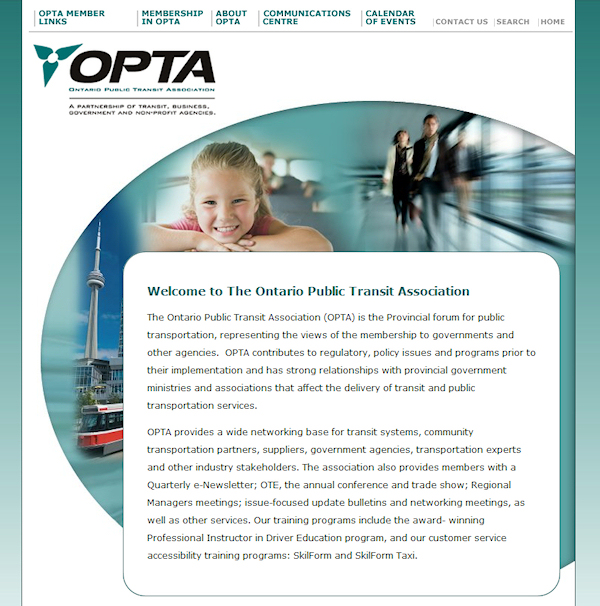 OPTA MEMBER LINKS
MEMBERSHIP IN OPTA
ABOUT OPTA
COMMUNICATIONS CENTRE
CALENDAR OF EVENTS
CONTACT US
SEARCH
HOME
OPTA
ONTARIO PUBLIC TRANSIT ASSOCIATION
A PARTNERSHIP OF TRANSIT, BUSINESS,
GOVERNMENT AND NON-PROFIT AGENCIES.
Welcome to The Ontario Public Transit Association
The Ontario Public Transit Association (OPTA) is the Provincial forum for public
transportation, representing the views of the membership to governments and
other agencies.  OPTA contributes to regulatory, policy issues and programs prior to
their implementation and has strong relationships with provincial government
ministries and associations that affect the delivery of transit and public
transportation services.
OPTA provides a wide networking base for transit systems, community
transportation partners, suppliers, government agencies, transportation experts
and other industry stakeholders. The association also provides members with a
Quarterly e-Newsletter; OTE, the annual conference and trade show; Regional
Managers meetings; issue-focused update bulletins and networking meetings, as
well as other services. Our training programs include the award- winning
Professional Instructor in Driver Education program, and our customer service
accessibility training programs: SkilForm and SkilForm Taxi.